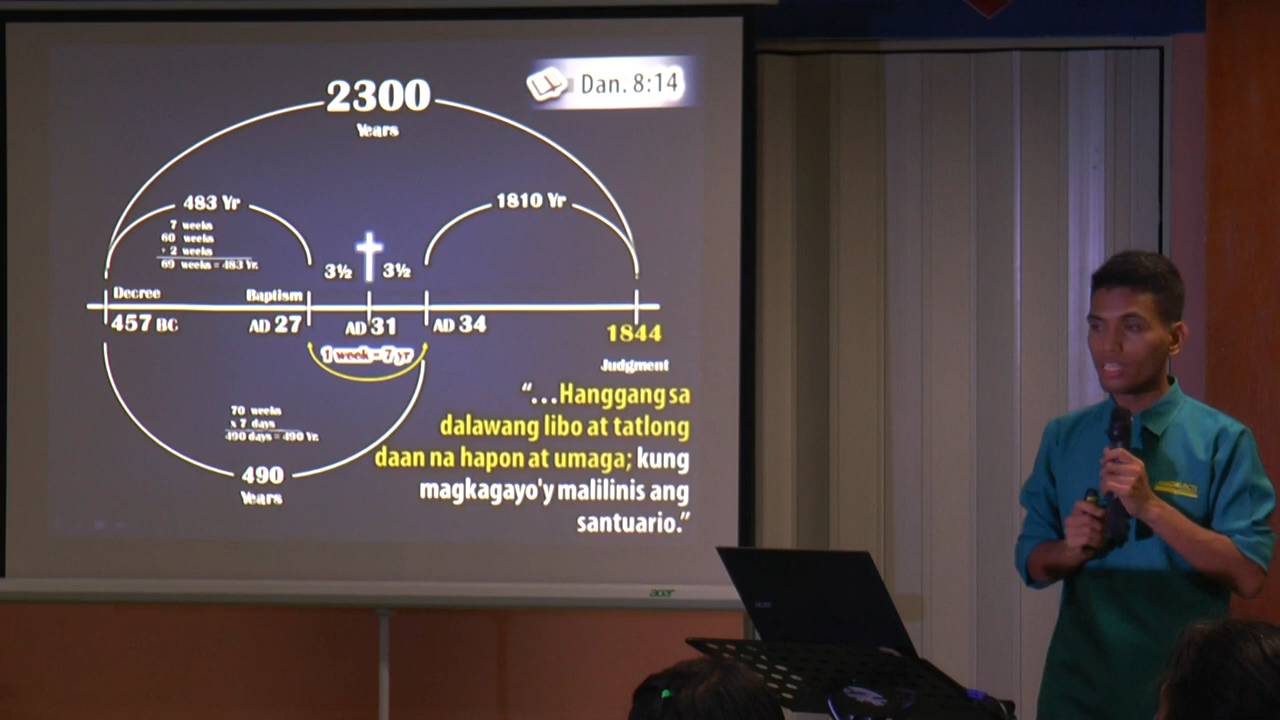 Dan. 8:14
2300
Years
483 Yr
1810 Yr
7 weeks
60 weeks
+ 2 weeks
69 weeks = 483 Yr.
3½ 3½
Decree
Baptism
457 BC
AD 27
AD 31
AD 34
1844
1 week = 7 yr
Judgment
“...Hanggang sa
dalawang libo at tatlong
daan na hapon at umaga; kung
magkagayo'y malilinis ang
santuario.”
70 weeks
x 7 days
490 days = 490 Yr.
490
Years
acer